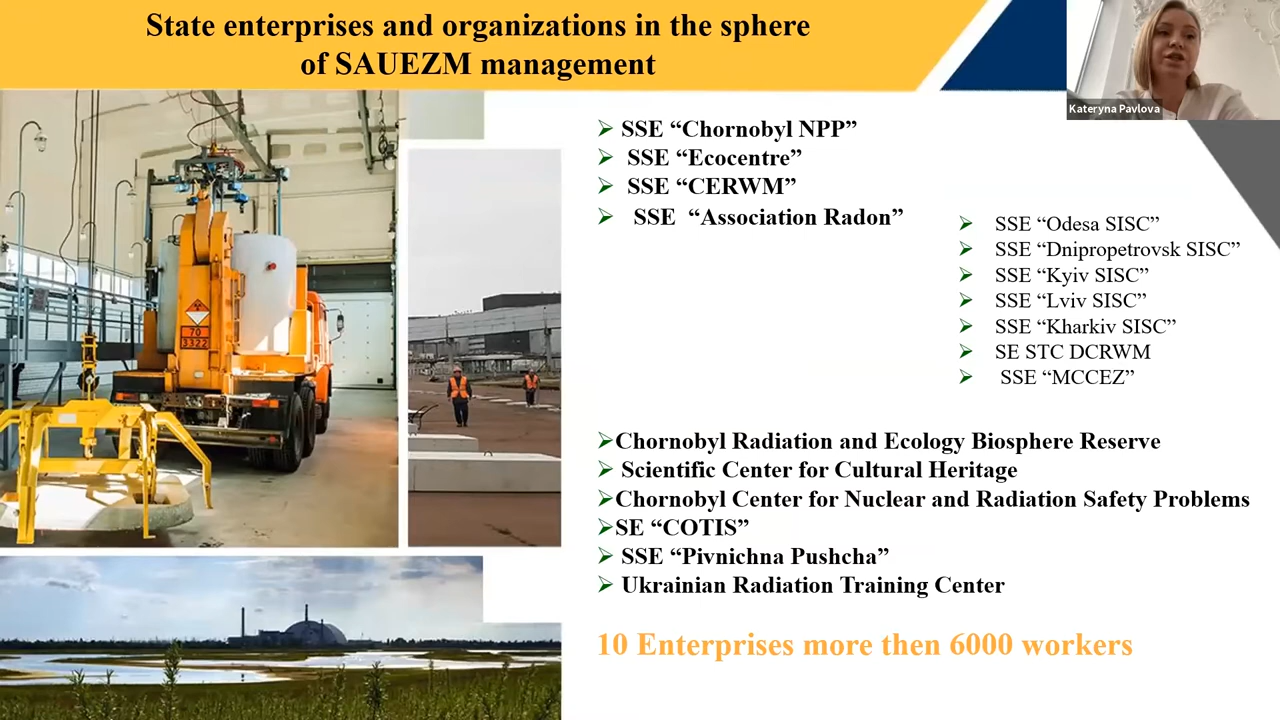 State enterprises and organizations in the sphere
of SAUEZM management
Kateryna Pavlova
SSE “Chornobyl NPP”
SSE “Ecocentre”
SSE “CERWM”
SSE “Association Radon”
SSE “Odesa SISC”
SSE “Dnipropetrovsk SISC”
SSE “Kyiv SISC”
SSE “Lviv SISC”
SSE “Kharkiv SISC”
SE STC DCRWM
SSE “MCCEZ”
Chornobyl Radiation and Ecology Biosphere Reserve
Scientific Center for Cultural Heritage
Chornobyl Center for Nuclear and Radiation Safety Problems
SE “COTIS”
SSE “Pivnichna Pushcha”
Ukrainian Radiation Training Center
10 Enterprises more then 6000 workers
70
3322